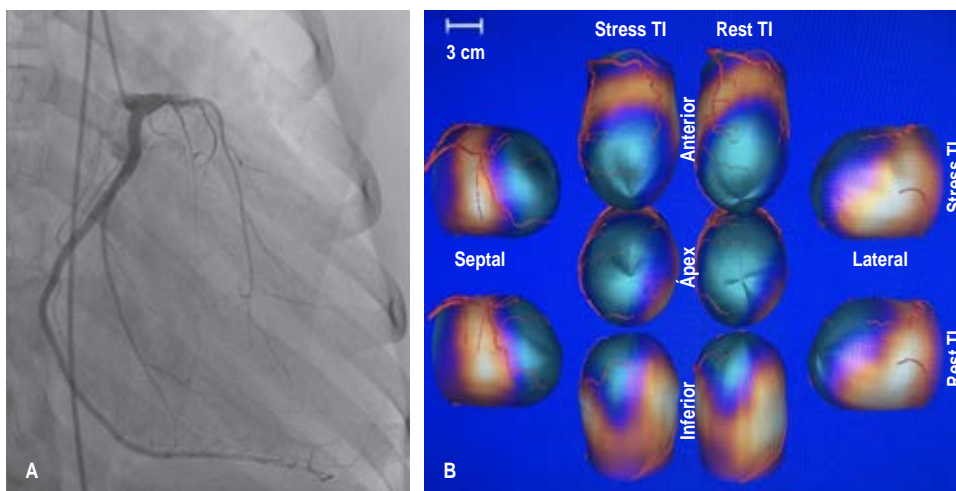 A
3 cm
Stress TI
Rest TI
Anterior
Septal
Ápex
Lateral
Inferior
Stress TI
Rest TI
B